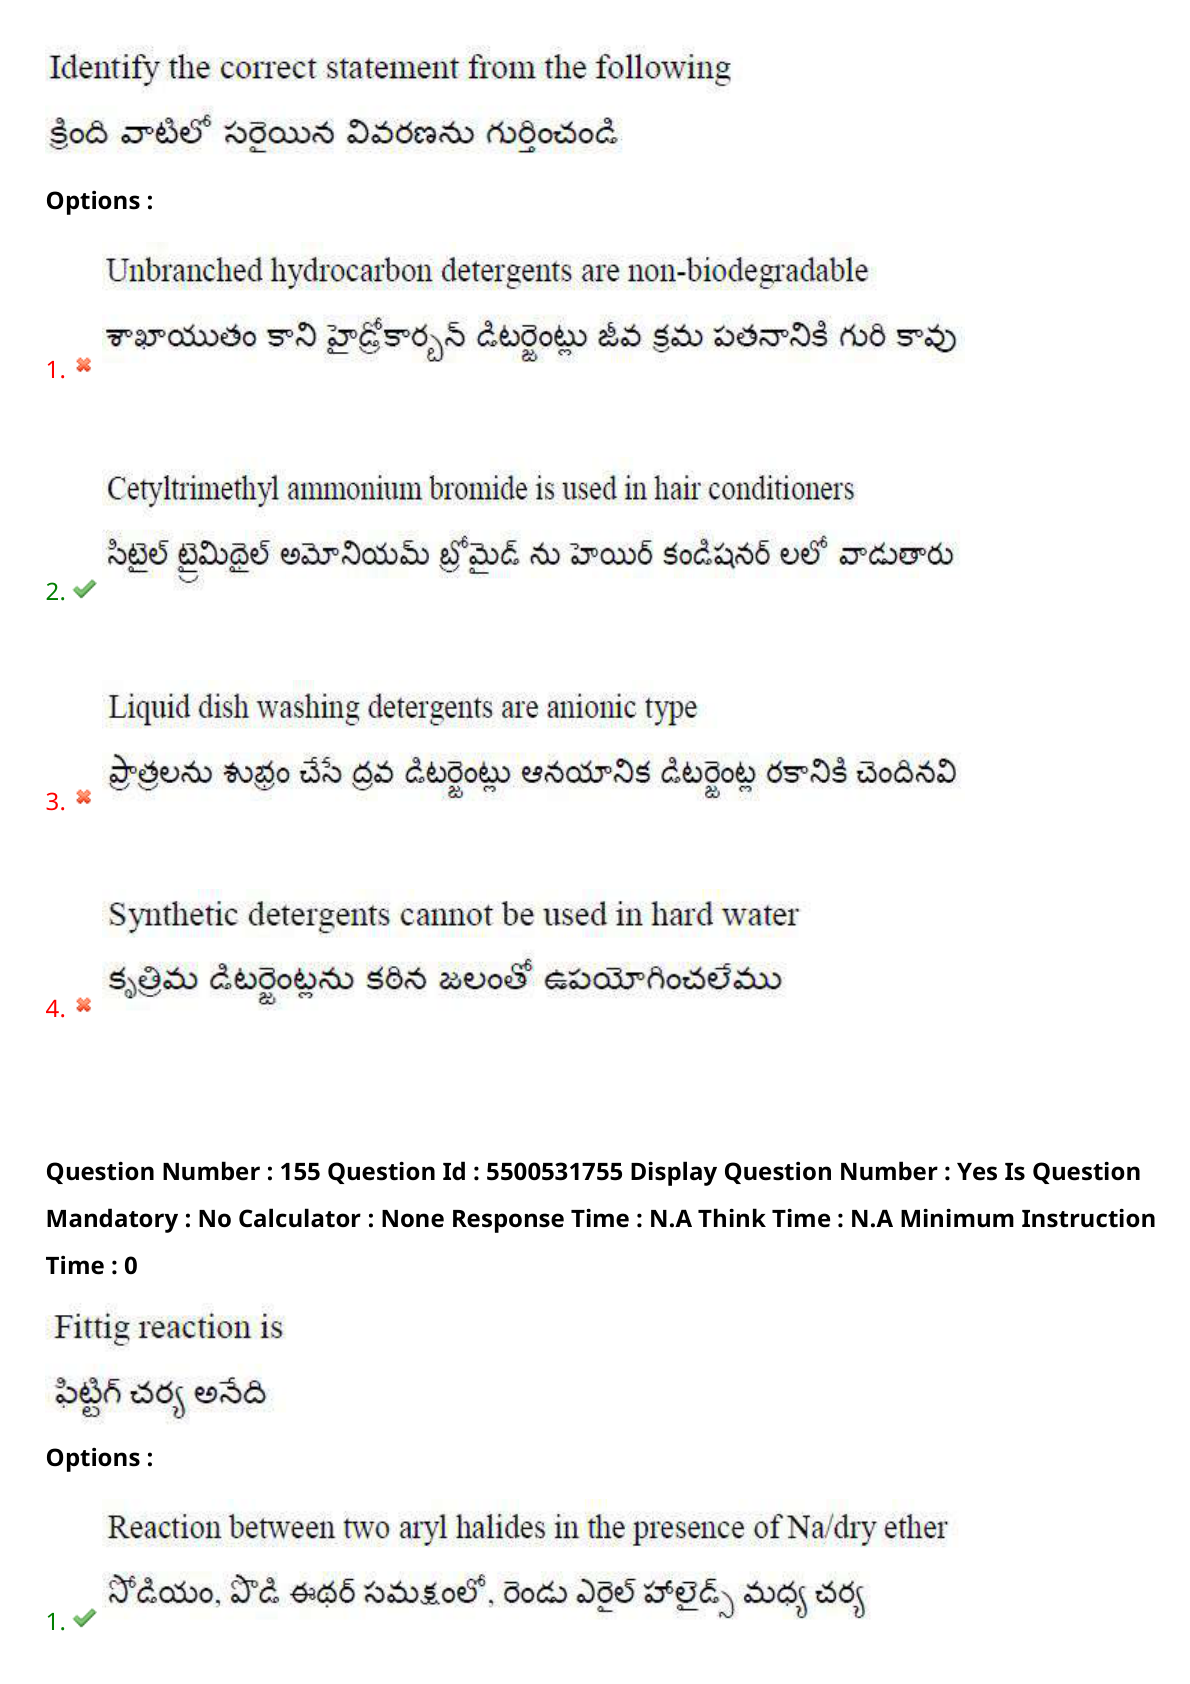 Identify the correct statement from the following
క్రింది వాటిలో సరైయిన వివరణను గుర్తించండి
Options :
Unbranched hydrocarbon detergents are non-biodegradable
శాఖాయుతం కాని హైడ్రోకార్బన్ డిటర్జెంట్లు జీవ క్రమ పతనానికి గురి కావు
1.
Cetyltrimethyl ammonium bromide is used in hair conditioners
సిటైల్ ట్రైమిథైల్ అమోనియమ్ బ్రోమైడ్ ను హెయిర్ కండిషనర్ లలో వాడుతారు
2.
Liquid dish washing detergents are anionic type
ప్రాత్రలను శుభ్రం చేసే ద్రవ డిటర్జెంట్లు ఆనయానిక డిటర్జెంట్ల రకానికి చెందినవి
3.
Synthetic detergents cannot be used in hard water
కృత్రిమ డిటర్జెంట్లను కఠిన జలంతో ఉపయోగించలేము
4.
Question Number : 155 Question Id : 5500531755 Display Question Number : Yes Is Question
Mandatory : No Calculator : None Response Time : N.A Think Time : N.A Minimum Instruction
Time : 0
Fittig reaction is
ఫిట్టిగ్ చర్య అనేది
Options :
Reaction between two aryl halides in the presence of Na/dry ether
సోడియం, పొడి ఈథర్ సమక్షంలో, రెండు ఎరైల్ హాలైడ్స్ మధ్య చర్య
1.